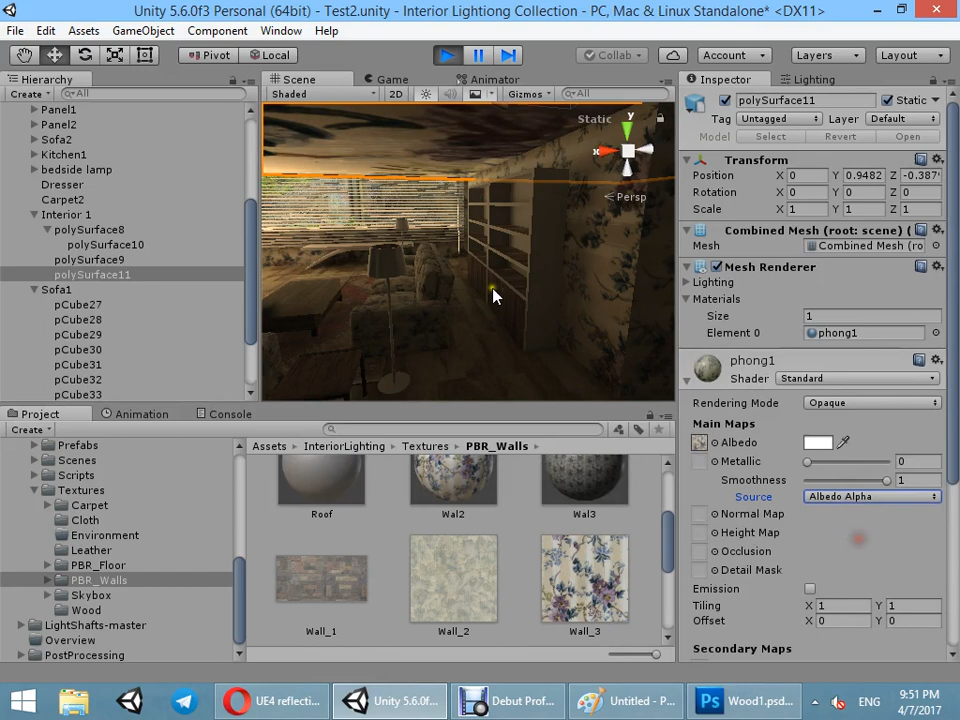 Unity 5.6.0f3 Personal (64bit) - Test2.unity - Interior Lightiong Collection - PC, Mac & Linux Standalone* <DX11>
File Edit Assets GameObject Component Window Help
Pivot Local Collab Account Layers Layout
Hierarchy Scene Game Animator Inspector Lighting
Create All Shaded 2D Gizmos All
polySurface11 Static
Tag Untagged Layer Default
Model Select Revert Open
Panel1
Panel2
Sofa2
Kitchen1
bedside lamp
Dresser
Carpet2
Interior 1
polySurface8
polySurface10
polySurface9
polySurface11
Sofa1
pCube27
pCube28
pCube29
pCube30
pCube31
pCube32
pCube33
Static
y
x
Persp
Transform
Position X 0 Y 0.9482 Z -0.387
Rotation X 0 Y 0 Z 0
Scale X 1 Y 1 Z 1
Combined Mesh (root: scene) (
Mesh Combined Mesh (ro
Mesh Renderer
Lighting
Materials
Size 1
Element 0 phong1
phong1
Shader Standard
Rendering Mode Opaque
Main Maps
Albedo
Metallic 0
Smoothness 1
Source Albedo Alpha
Normal Map
Height Map
Occlusion
Detail Mask
Emission
Tiling X 1 Y 1
Offset X 0 Y 0
Secondary Maps
Project Animation Console
Create
Prefabs
Scenes
Scripts
Textures
Carpet
Cloth
Environment
Leather
PBR_Floor
PBR_Walls
Skybox
Wood
LightShafts-master
Overview
PostProcessing
Assets InteriorLighting Textures PBR_Walls
Roof Wal2 Wal3
Wall_1 Wall_2 Wall_3
UE4 reflecti... Unity 5.6.0f... Debut Prof... Untitled - P... Ps Wood1.psd... ENG
9:51 PM
4/7/2017